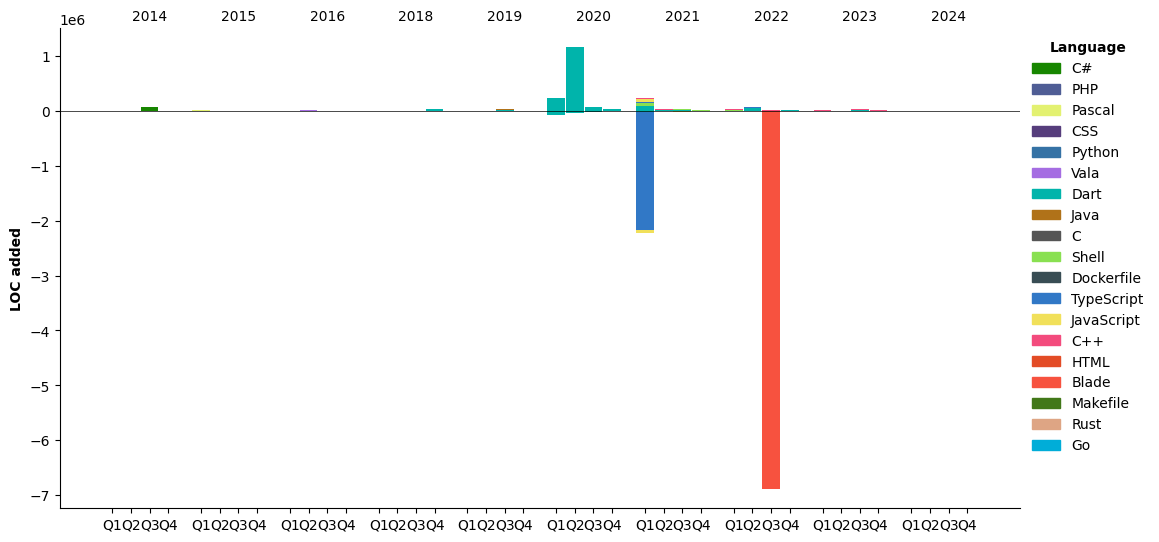 1e6
2014 2015 2016 2018 2019 2020 2021 2022 2023 2024
1
0
−1
−2
−3
−4
−5
−6
−7
LOC added
Q1Q2Q3Q4 Q1Q2Q3Q4 Q1Q2Q3Q4 Q1Q2Q3Q4 Q1Q2Q3Q4 Q1Q2Q3Q4 Q1Q2Q3Q4 Q1Q2Q3Q4 Q1Q2Q3Q4 Q1Q2Q3Q4
Language
C#
PHP
Pascal
CSS
Python
Vala
Dart
Java
C
Shell
Dockerfile
TypeScript
JavaScript
C++
HTML
Blade
Makefile
Rust
Go